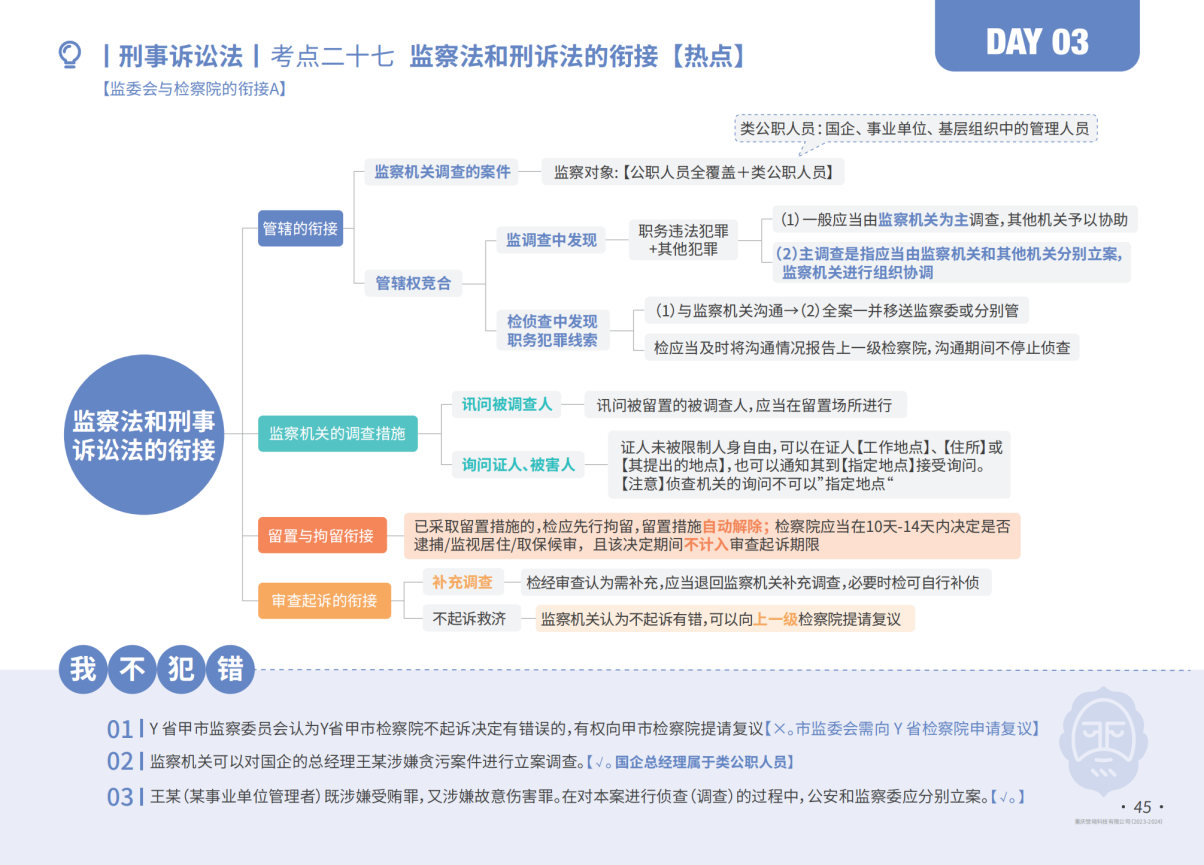 DAY 03
|刑事诉讼法|考点二十七 监察法和刑诉法的衔接【热点】
【监委会与检察院的衔接A】
类公职人员：国企、事业单位、基层组织中的管理人员
监察机关调查的案件
监察对象:【公职人员全覆盖＋类公职人员】
管辖的衔接
管辖权竞合
监调查中发现
职务违法犯罪
+其他犯罪
(1)一般应当由监察机关为主调查，其他机关予以协助
(2)主调查是指应当由监察机关和其他机关分别立案，
监察机关进行组织协调
检侦查中发现
职务犯罪线索
(1)与监察机关沟通→(2)全案一并移送监察委或分别管
检应当及时将沟通情况报告上一级检察院，沟通期间不停止侦查
监察法和刑事
诉讼法的衔接
监察机关的调查措施
讯问被调查人
讯问被留置的被调查人，应当在留置场所进行
询问证人、被害人
证人未被限制人身自由，可以在证人【工作地点】、【住所】或
【其提出的地点】，也可以通知其到【指定地点】接受询问。
【注意】侦查机关的询问不可以”指定地点“
留置与拘留衔接
已采取留置措施的，检应先行拘留，留置措施自动解除；检察院应当在10天-14天内决定是否
逮捕/监视居住/取保候审，且该决定期间不计入审查起诉期限
审查起诉的衔接
补充调查
检经审查认为需补充，应当退回监察机关补充调查，必要时检可自行补侦
不起诉救济
监察机关认为不起诉有错，可以向上一级检察院提请复议
我不犯错
01|Y 省甲市监察委员会认为Y省甲市检察院不起诉决定有错误的，有权向甲市检察院提请复议【×。市监委会需向 Y 省检察院申请复议】
02|监察机关可以对国企的总经理王某涉嫌贪污案件进行立案调查。【√。国企总经理属于类公职人员】
03|王某（某事业单位管理者）既涉嫌受贿罪，又涉嫌故意伤害罪。在对本案进行侦查（调查）的过程中，公安和监察委应分别立案。【√。】
· 45 ·